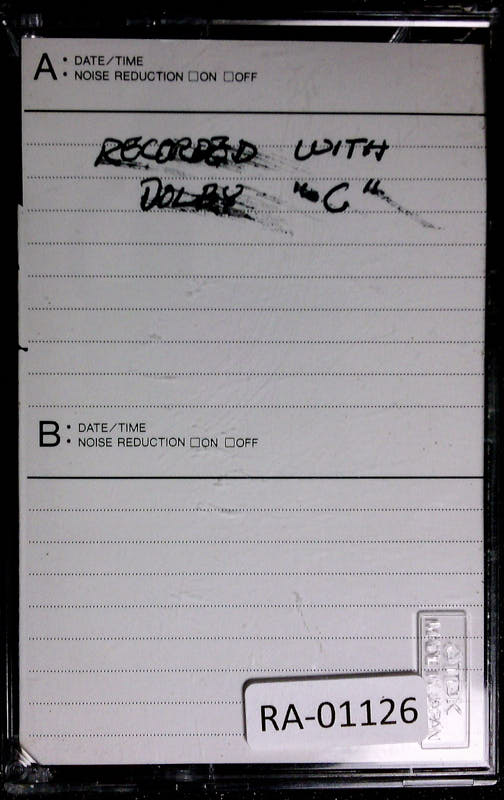 A • DATE/TIME
• NOISE REDUCTION □ON □OFF
RECORDED WITH
DOLBY "C"
B • DATE/TIME
• NOISE REDUCTION □ON □OFF
TDK
MADE IN JAPAN
RA-01126